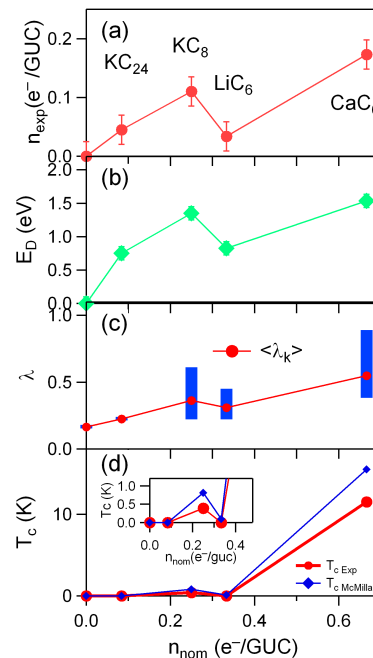 (a)
0.2
KC24
KC8
LiC6
0.1
CaC6
nexp(e⁻/GUC)
0.0
(b)
2.0
1.5
1.0
0.5
0.0
ED (eV)
(c)
1.0
<λk>
0.5
λ
0.0
(d)
1.0
0.5
0.0
Tc (K)
0.0 0.2 0.4
nnom(e⁻/guc)
10
0
Tc (K)
Tc Exp
Tc McMilla
0.0 0.2 0.4 0.6
nnom (e⁻/GUC)